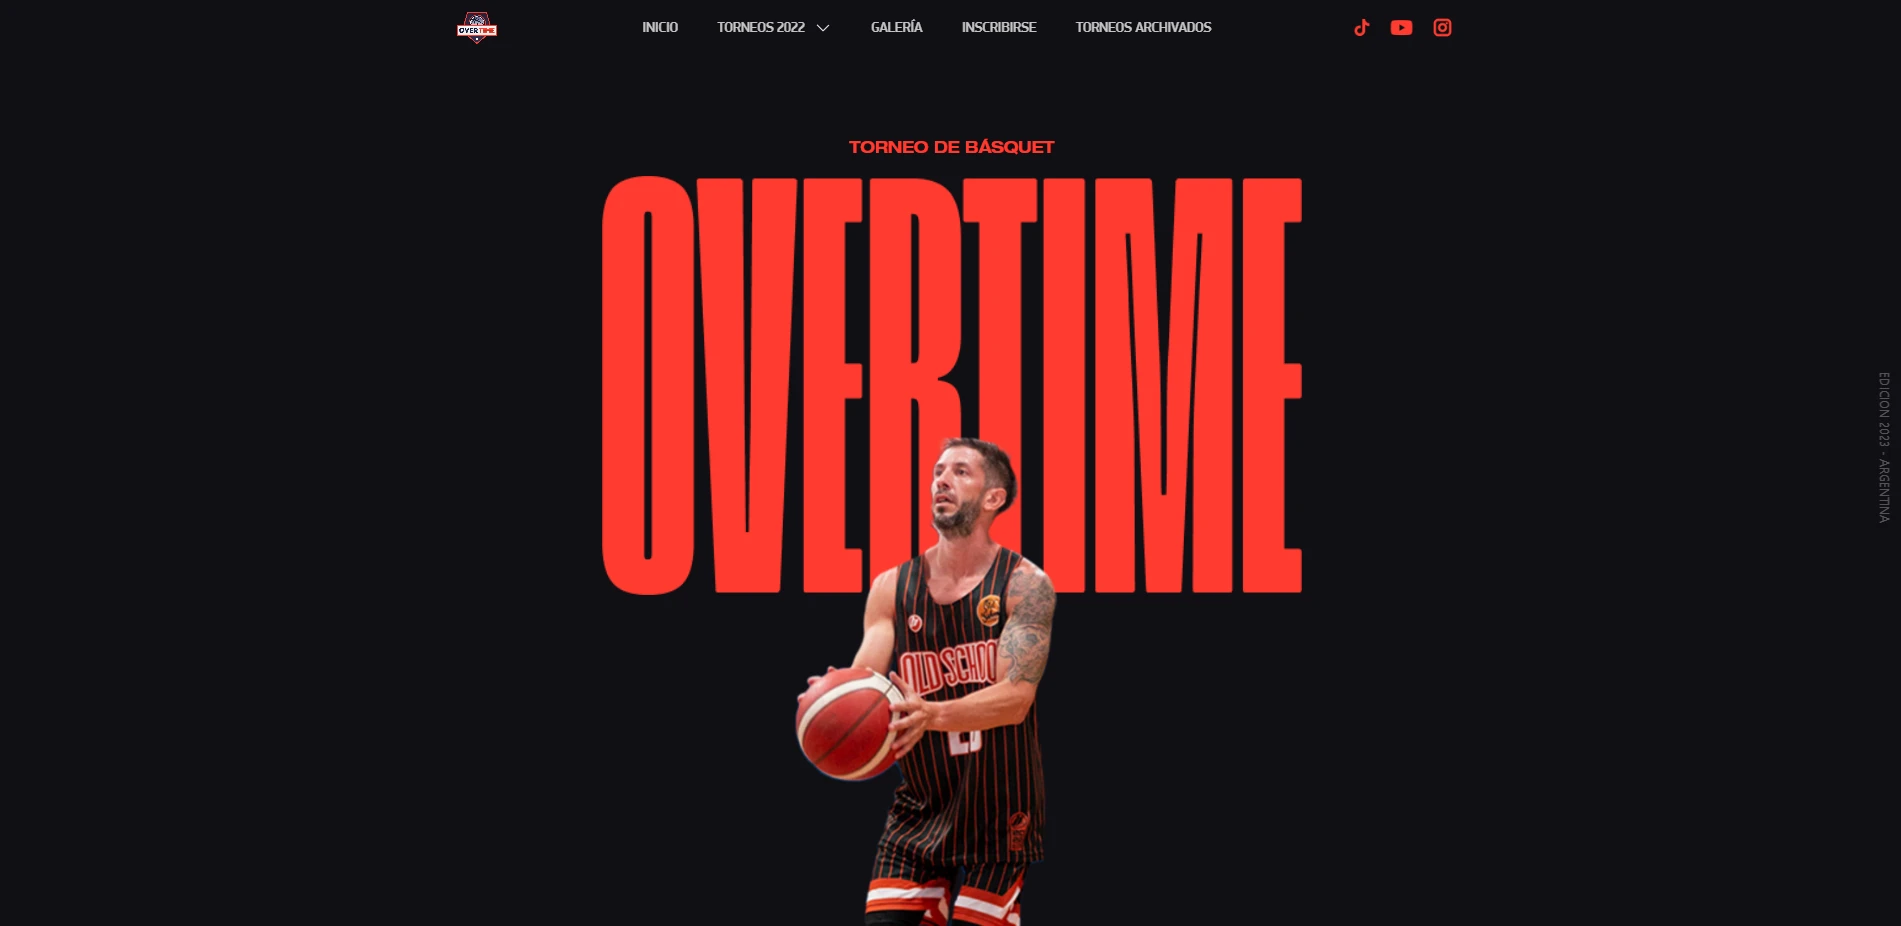 OVERTIME
INICIO
TORNEOS 2022
GALERÍA
INSCRIBIRSE
TORNEOS ARCHIVADOS
TORNEO DE BÁSQUET
OVERTIME
EDICION 2023 - ARGENTINA
OLD SCHOOL